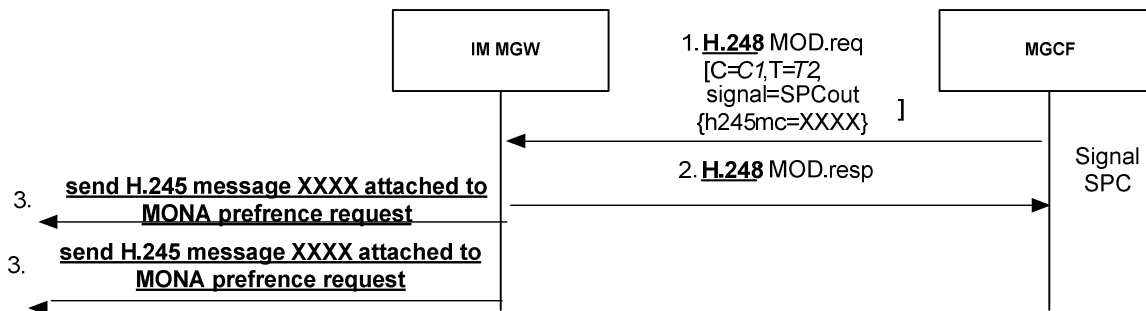 IM MGW
MGCF
1. H.248 MOD.req
[C=C1,T=T2,
signal=SPCout
{h245mc=XXXX}
]
2. H.248 MOD.resp
Signal
SPC
3. send H.245 message XXXX attached to
MONA prefrence request
3. send H.245 message XXXX attached to
MONA prefrence request